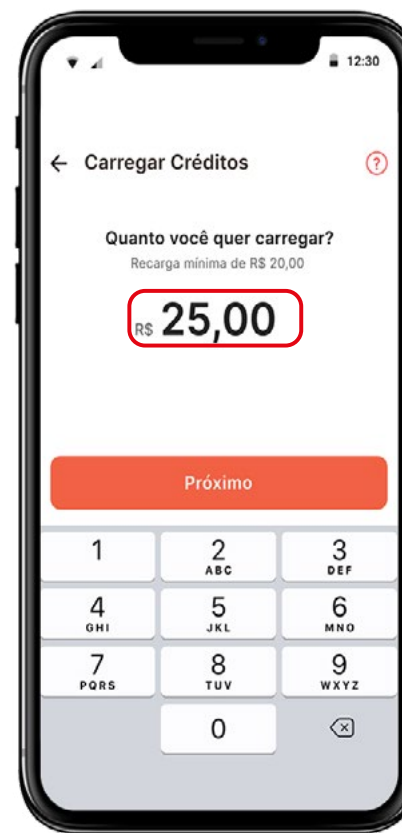 12:30
← Carregar Créditos ?
Quanto você quer carregar?
Recarga mínima de R$ 20,00
R$ 25,00
Próximo
1 2 3
ABC DEF
4 5 6
GHI JKL MNO
7 8 9
PQRS TUV WXYZ
0